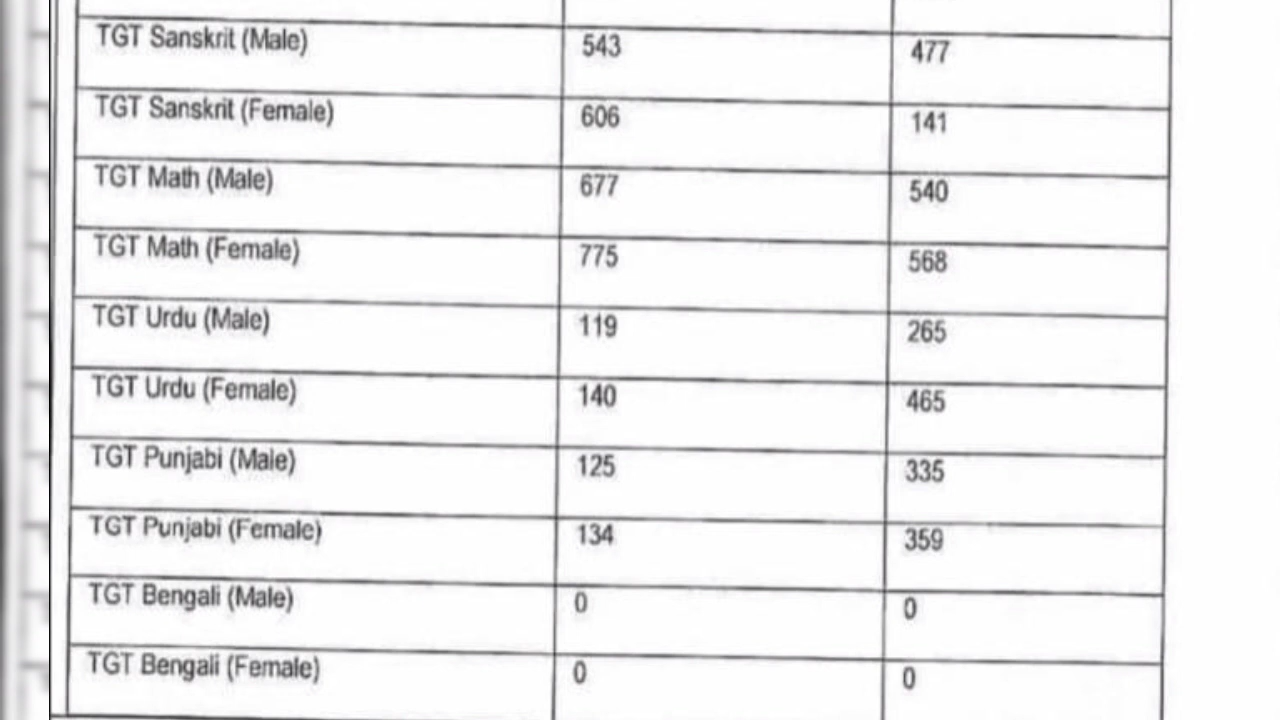 TGT Sanskrit (Male) 543 477
TGT Sanskrit (Female) 606 141
TGT Math (Male) 677 540
TGT Math (Female) 775 568
TGT Urdu (Male) 119 265
TGT Urdu (Female) 140 465
TGT Punjabi (Male) 125 335
TGT Punjabi (Female) 134 359
TGT Bengali (Male) 0 0
TGT Bengali (Female) 0 0